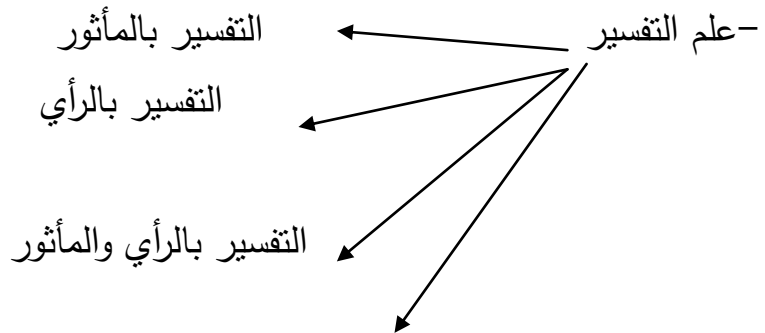 -علم التفسير
التفسير بالمأثور
التفسير بالرأي
التفسير بالرأي والمأثور